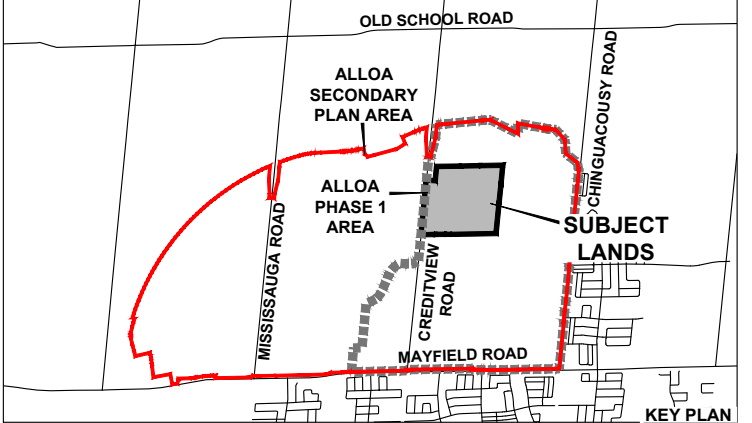 OLD SCHOOL ROAD
ALLOA
SECONDARY
PLAN AREA
CHINGUACOUSY ROAD
ALLOA
PHASE 1
AREA
SUBJECT
LANDS
MISSISSAUGA ROAD
CREDITVIEW
ROAD
MAYFIELD ROAD
KEY PLAN